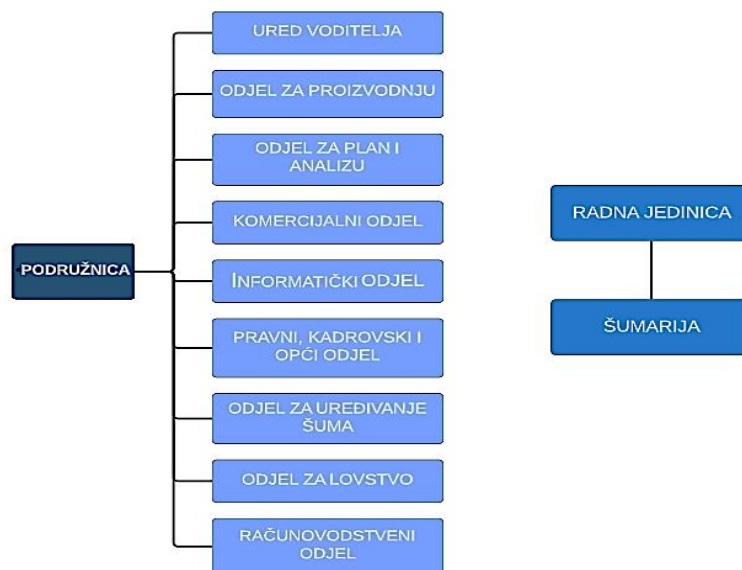 PODRUŽNICA
URED VODITELJA
ODJEL ZA PROIZVODNJU
ODJEL ZA PLAN I
ANALIZU
KOMERCIJALNI ODJEL
INFORMATIČKI ODJEL
PRAVNI, KADROVSKI I
OPĆI ODJEL
ODJEL ZA UREĐIVANJE
ŠUMA
ODJEL ZA LOVSTVO
RAČUNOVODSTVENI
ODJEL
RADNA JEDINICA
ŠUMARIJA